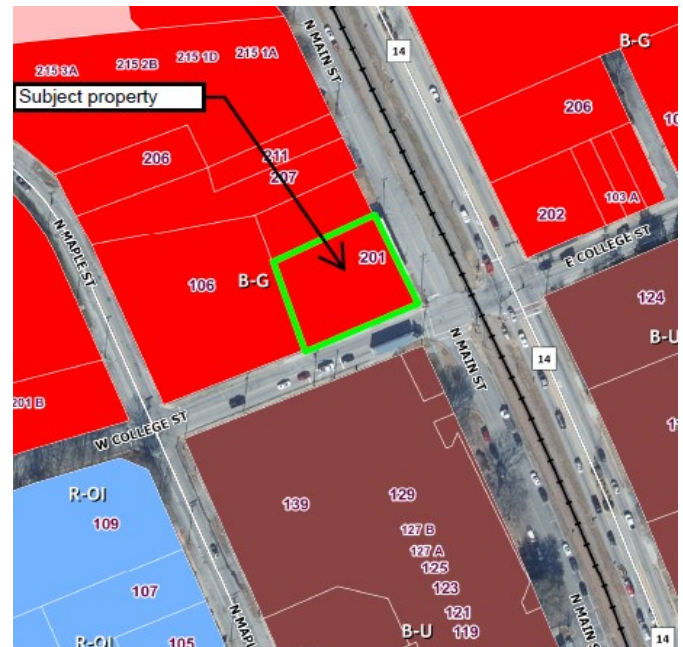 N MAIN ST
14
B-G
215 3A
215 2B
215 1D
215 1A
Subject property
206
206
211
207
103 A
202
N MAPLE ST
E COLLEGE ST
201
106
B-G
124
B-U
N MAIN ST
14
201 B
W COLLEGE ST
R-OI
109
139
129
127 B
127 A
125
123
121
119
107
B-U
R-OI
105
N MAPL
N MAIN ST
14